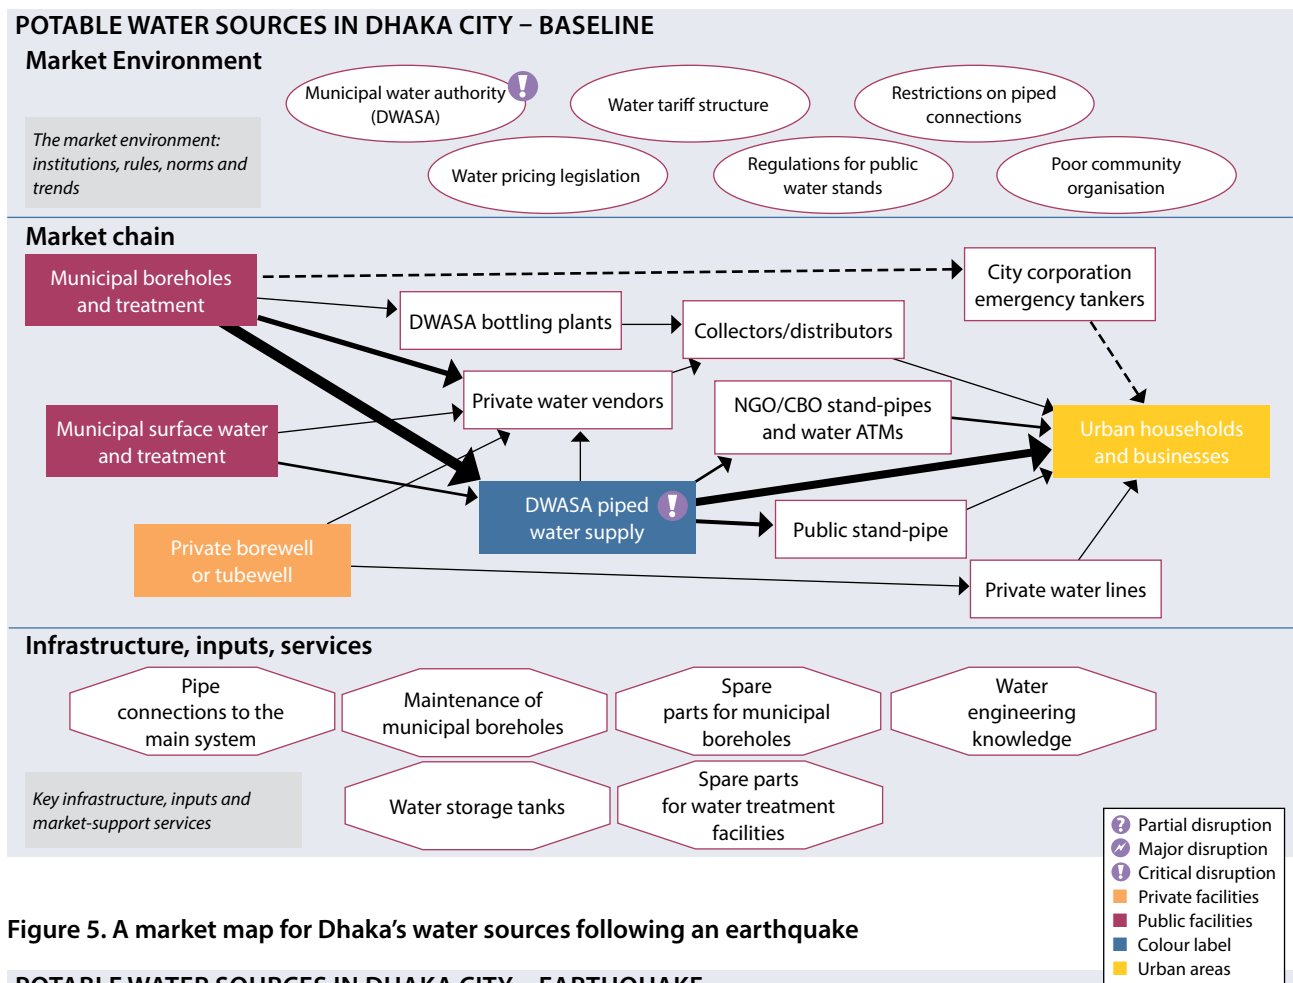 POTABLE WATER SOURCES IN DHAKA CITY – BASELINE
Market Environment
Municipal water authority
(DWASA)
Water tariff structure
Restrictions on piped
connections
The market environment:
institutions, rules, norms and
trends
Water pricing legislation
Regulations for public
water stands
Poor community
organisation
Market chain
Municipal boreholes
and treatment
City corporation
emergency tankers
DWASA bottling plants
Collectors/distributors
Private water vendors
NGO/CBO stand-pipes
and water ATMs
Municipal surface water
and treatment
Urban households
and businesses
DWASA piped
water supply
Public stand-pipe
Private borewell
or tubewell
Private water lines
Infrastructure, inputs, services
Pipe
connections to the
main system
Maintenance of
municipal boreholes
Spare
parts for municipal
boreholes
Water
engineering
knowledge
Key infrastructure, inputs and
market-support services
Water storage tanks
Spare parts
for water treatment
facilities
Partial disruption
Major disruption
Critical disruption
Private facilities
Public facilities
Colour label
Urban areas
Figure 5. A market map for Dhaka's water sources following an earthquake
POTABLE WATER SOURCES IN DHAKA CITY – EARTHQUAKE